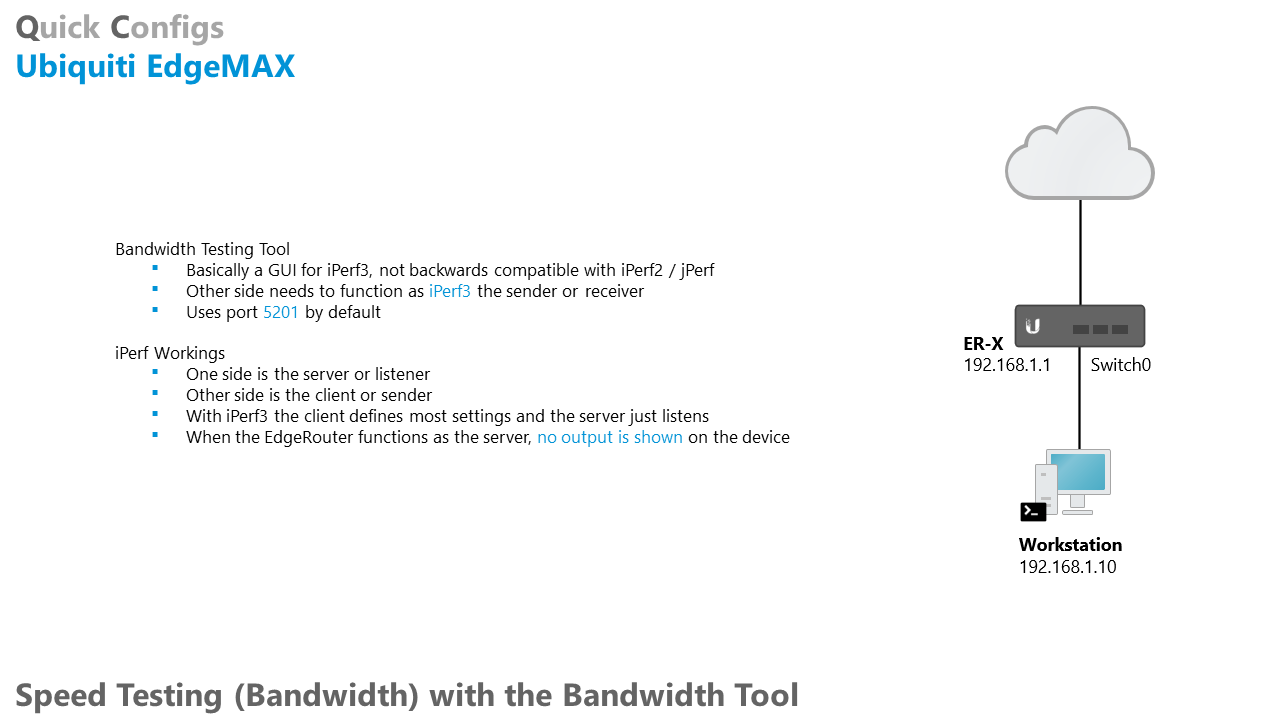 Quick Configs
Ubiquiti EdgeMAX
Bandwidth Testing Tool
▪ Basically a GUI for iPerf3, not backwards compatible with iPerf2 / jPerf
▪ Other side needs to function as iPerf3 the sender or receiver
▪ Uses port 5201 by default
iPerf Workings
▪ One side is the server or listener
▪ Other side is the client or sender
▪ With iPerf3 the client defines most settings and the server just listens
▪ When the EdgeRouter functions as the server, no output is shown on the device
ER-X
192.168.1.1
Switch0
Workstation
192.168.1.10
Speed Testing (Bandwidth) with the Bandwidth Tool